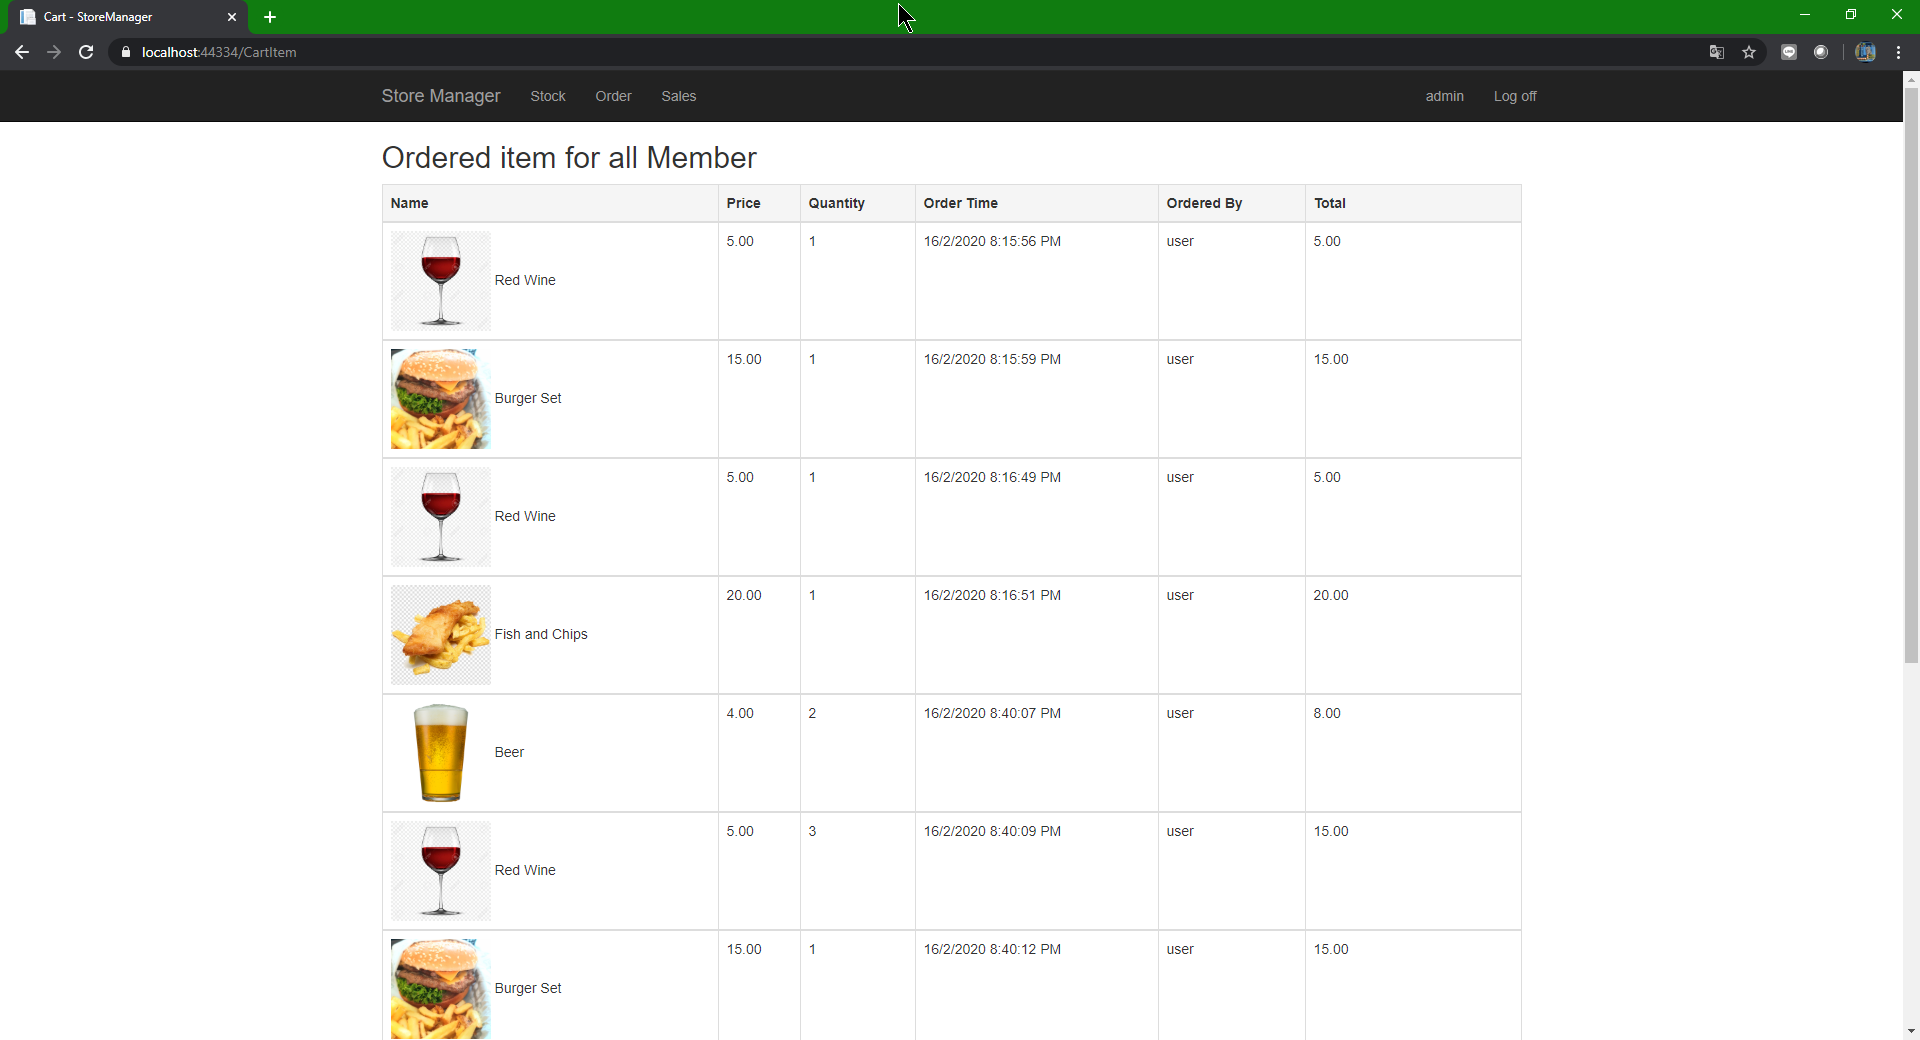 Cart - StoreManager
localhost:44334/CartItem
Store Manager Stock Order Sales admin Log off
Ordered item for all Member
Name Price Quantity Order Time Ordered By Total
Red Wine 5.00 1 16/2/2020 8:15:56 PM user 5.00
Burger Set 15.00 1 16/2/2020 8:15:59 PM user 15.00
Red Wine 5.00 1 16/2/2020 8:16:49 PM user 5.00
Fish and Chips 20.00 1 16/2/2020 8:16:51 PM user 20.00
Beer 4.00 2 16/2/2020 8:40:07 PM user 8.00
Red Wine 5.00 3 16/2/2020 8:40:09 PM user 15.00
Burger Set 15.00 1 16/2/2020 8:40:12 PM user 15.00